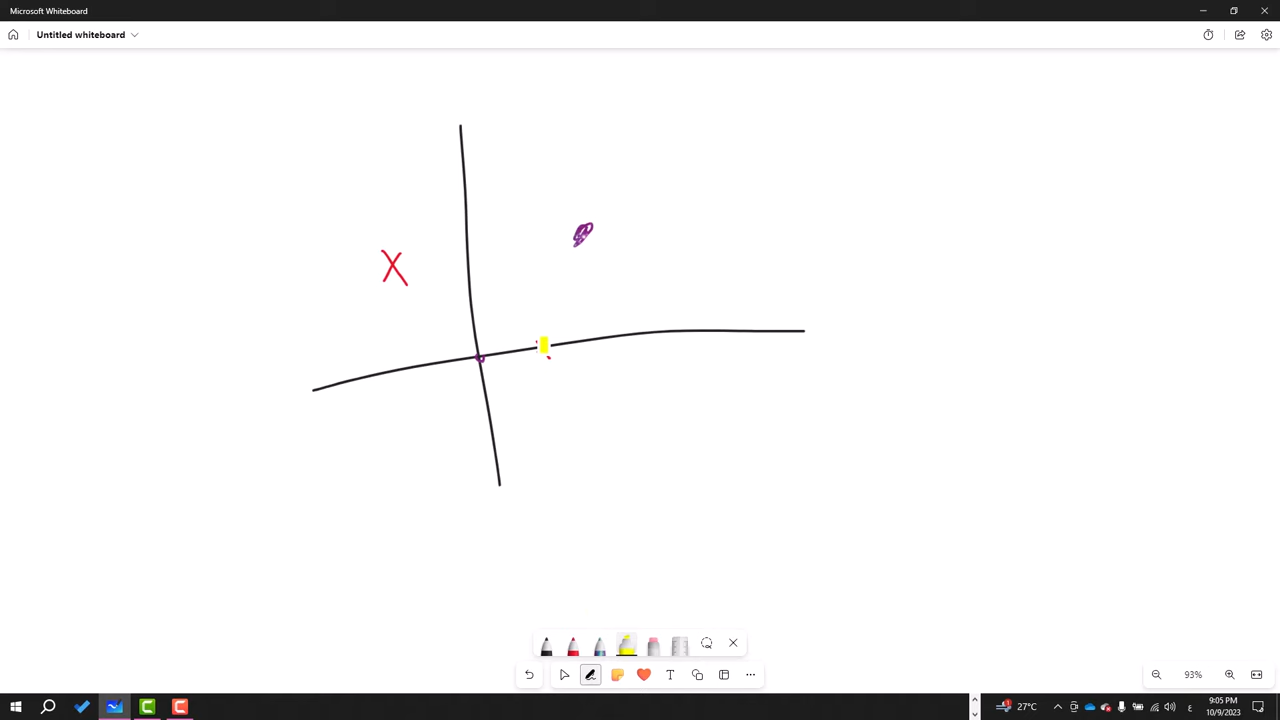 Microsoft Whiteboard
Untitled whiteboard
X
93%
27°C
ع
9:05 PM
10/9/2023